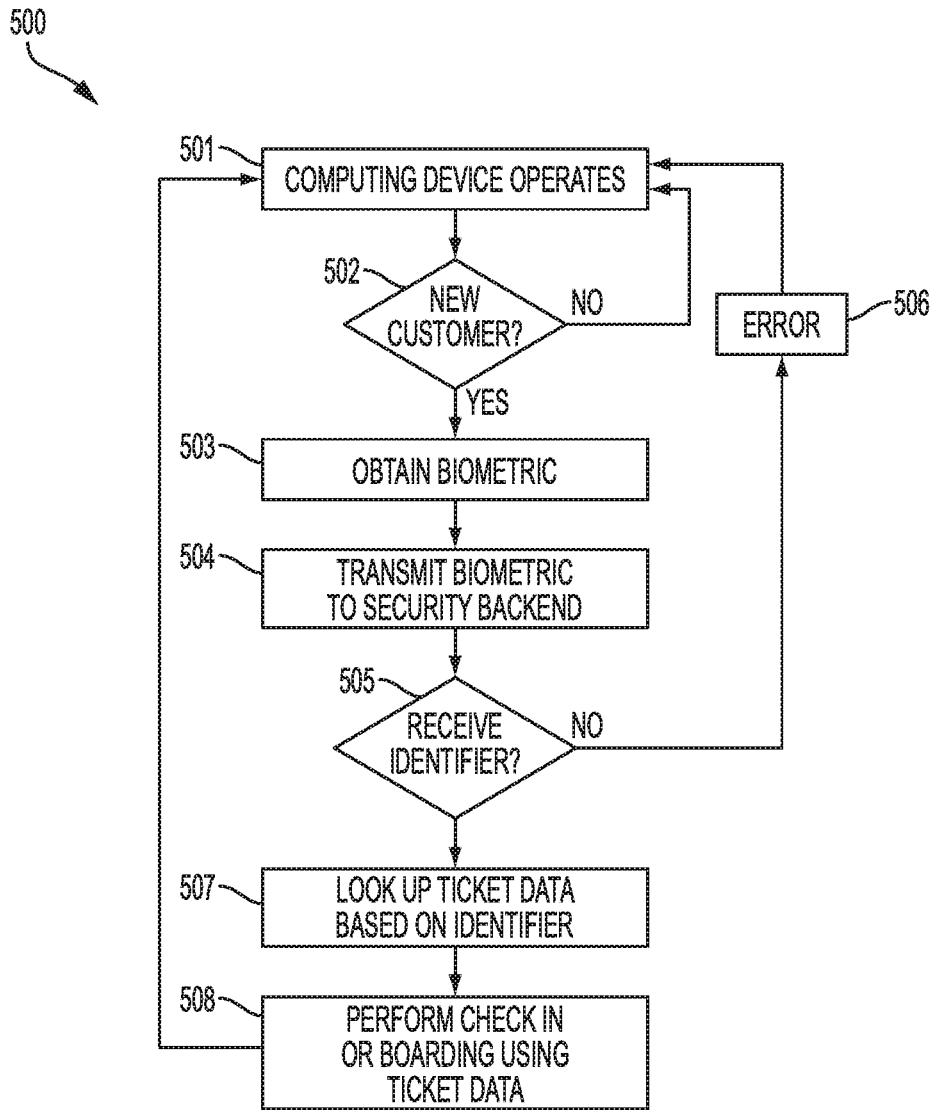 500
501
COMPUTING DEVICE OPERATES
502
NEW
CUSTOMER?
NO
ERROR
506
YES
503
OBTAIN BIOMETRIC
504
TRANSMIT BIOMETRIC
TO SECURITY BACKEND
505
RECEIVE
IDENTIFIER?
NO
507
LOOK UP TICKET DATA
BASED ON IDENTIFIER
508
PERFORM CHECK IN
OR BOARDING USING
TICKET DATA